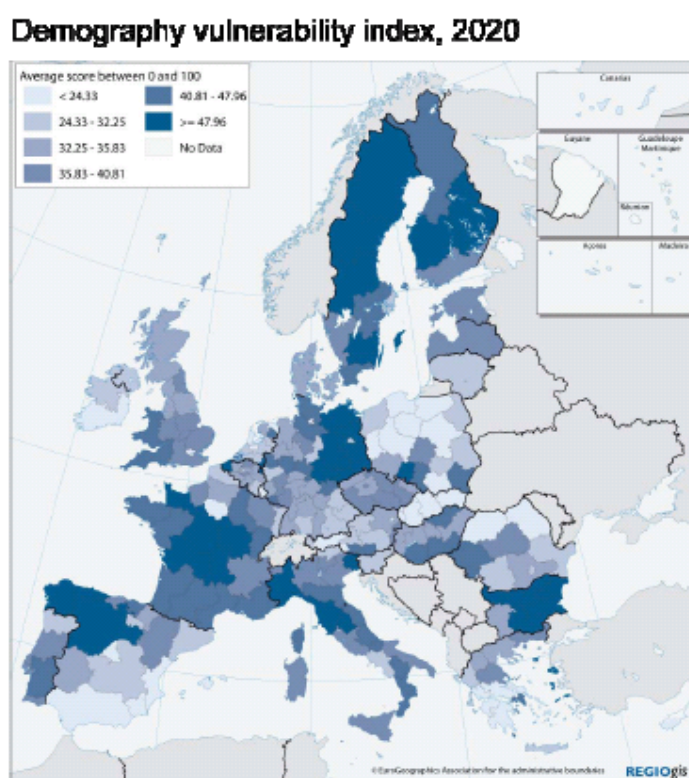 Demography vulnerability index, 2020
Average score between 0 and 100
< 24.33
24.33 - 32.25
32.25 - 35.83
35.83 - 40.81
40.81 - 47.96
>= 47.96
No Data
Canarias
Guyane
Guadeloupe
Martinique
Réunion
Açores
Madeira
© EuroGeographics Association for the administrative boundaries
REGIOgis